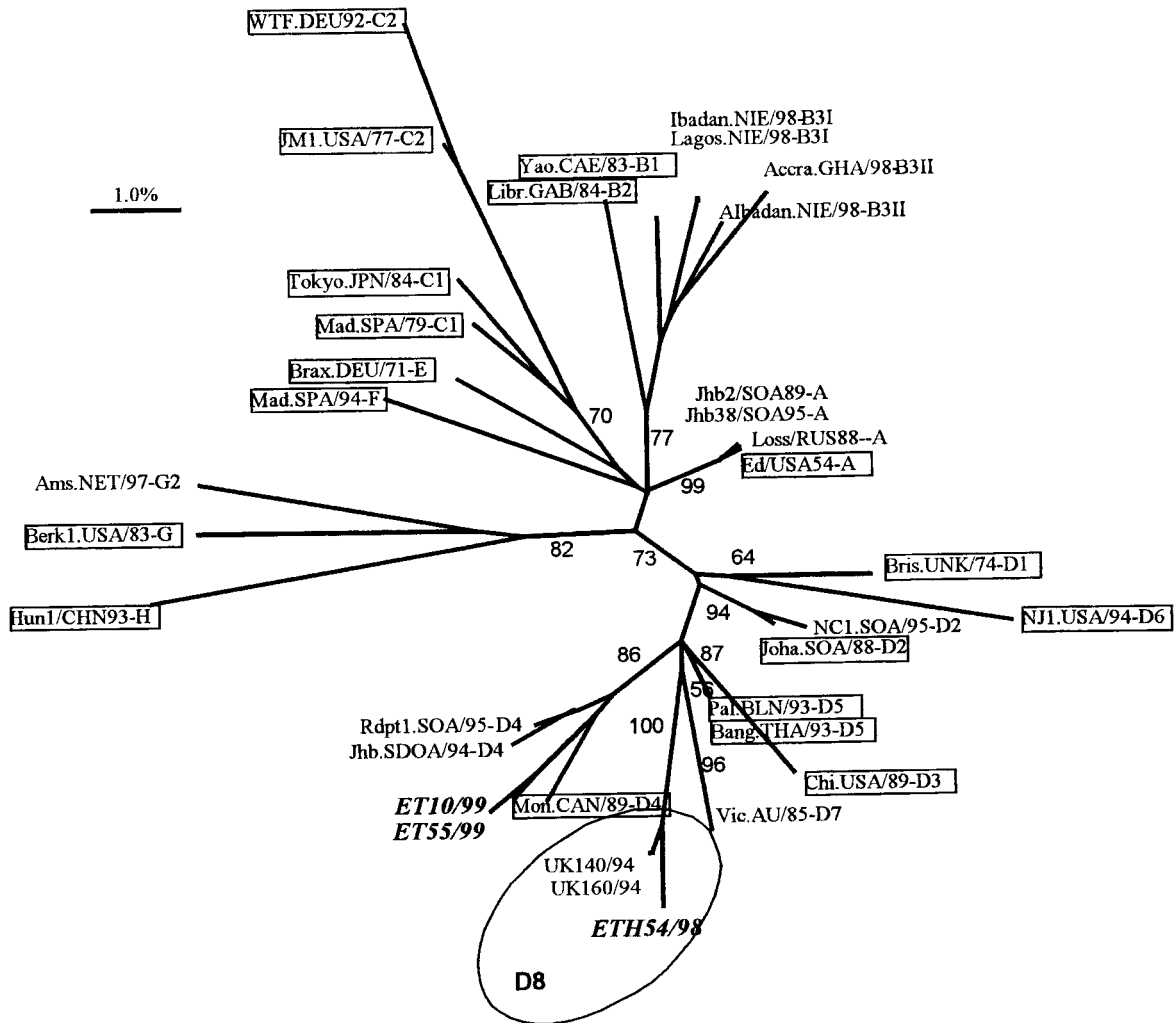 WTF.DEU92-C2
JM1.USA/77-C2
Ibadan.NIE/98-B3I
Lagos.NIE/98-B3I
Yao.CAE/83-B1
Libr.GAB/84-B2
Accra.GHA/98-B3II
AIbadan.NIE/98-B3II
1.0%
Tokyo.JPN/84-C1
Mad.SPA/79-C1
Brax.DEU/71-E
Mad.SPA/94-F
70
77
Jhb2/SOA89-A
Jhb38/SOA95-A
Loss/RUS88--A
Ed/USA54-A
99
Ams.NET/97-G2
Berk1.USA/83-G
82
73
64
Bris.UNK/74-D1
Hun1/CHN93-H
NJ1.USA/94-D6
94
NC1.SOA/95-D2
Joha.SOA/88-D2
86
87
56
Pal.BLN/93-D5
Bang.THA/93-D5
Rdpt1.SOA/95-D4
Jhb.SDOA/94-D4
100
96
Chi.USA/89-D3
ET10/99
ET55/99
Mon.CAN/89-D4
Vic.AU/85-D7
UK140/94
UK160/94
ETH54/98
D8